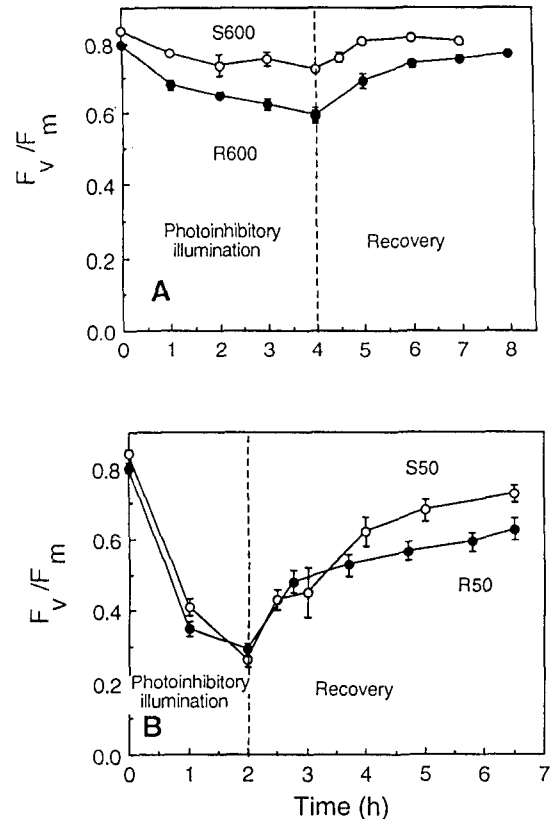 S600
R600
F_v/F_m
0.8
0.6
0.4
0.2
0.0
Photoinhibitory
illumination
Recovery
A
0 1 2 3 4 5 6 7 8
S50
R50
F_v/F_m
0.8
0.6
0.4
0.2
0.0
Photoinhibitory
illumination
Recovery
B
0 1 2 3 4 5 6 7
Time (h)